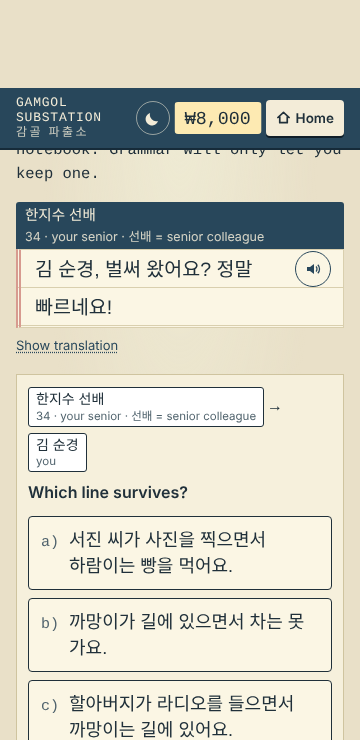 GAMGOL
SUBSTATION
감골 파출소
₩8,000
Home
notebook. Grammar will only let you
keep one.
한지수 선배
34 · your senior · 선배 = senior colleague
김 순경, 벌써 왔어요? 정말
빠르네요!
Show translation
한지수 선배
34 · your senior · 선배 = senior colleague
→
김 순경
you
Which line survives?
a) 서진 씨가 사진을 찍으면서
하람이는 빵을 먹어요.
b) 까망이가 길에 있으면서 차는 못
가요.
c) 할아버지가 라디오를 들으면서
까망이는 길에 있어요.